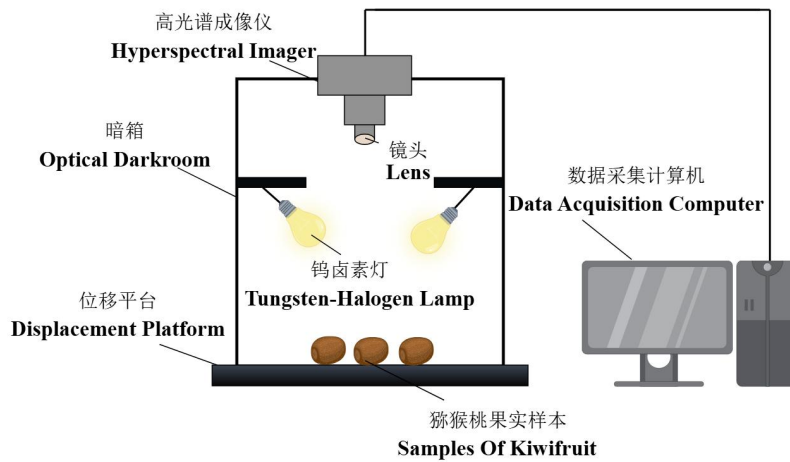 高光谱成像仪
Hyperspectral Imager
暗箱
Optical Darkroom
镜头
Lens
数据采集计算机
Data Acquisition Computer
钨卤素灯
Tungsten-Halogen Lamp
位移平台
Displacement Platform
猕猴桃果实样本
Samples Of Kiwifruit